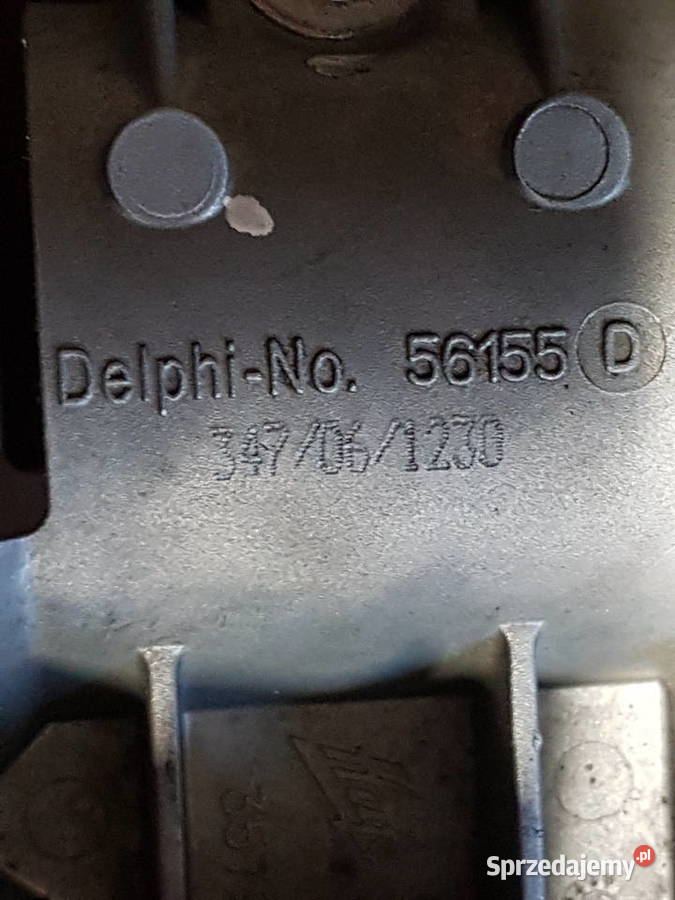 Delphi-No. 56155 D
347/06/1230
Sprzedajemy.pl